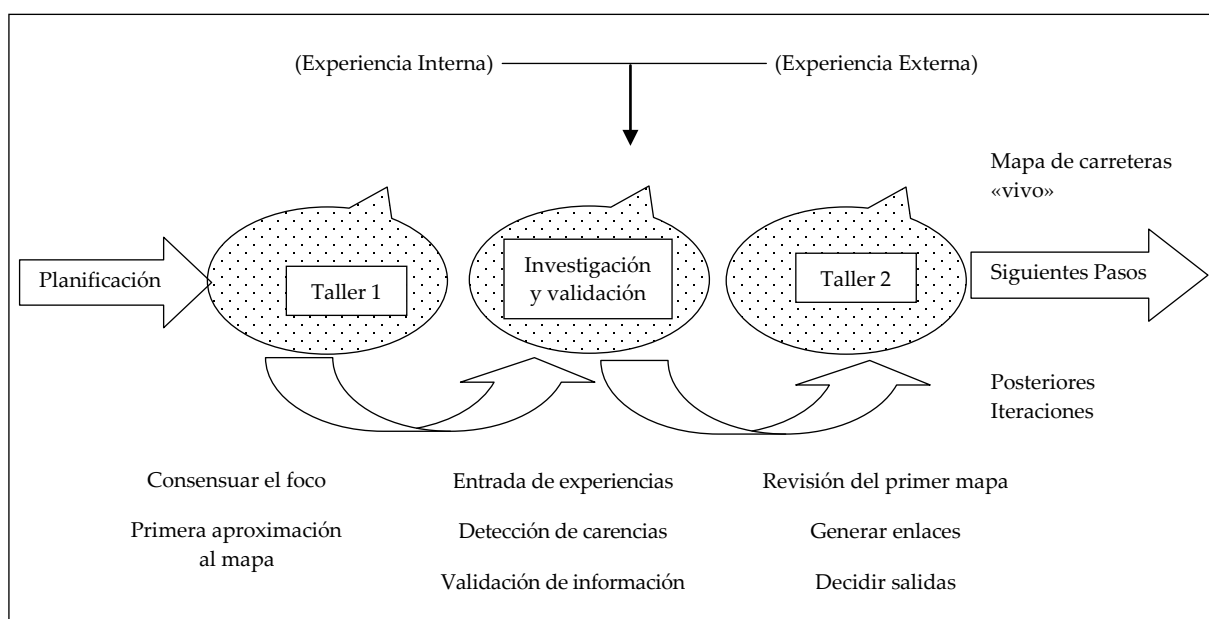 (Experiencia Interna)
(Experiencia Externa)
Mapa de carreteras
«vivo»
Planificación
Taller 1
Investigación
y validación
Taller 2
Siguientes Pasos
Posteriores
Iteraciones
Consensuar el foco
Primera aproximación
al mapa
Entrada de experiencias
Detección de carencias
Validación de información
Revisión del primer mapa
Generar enlaces
Decidir salidas